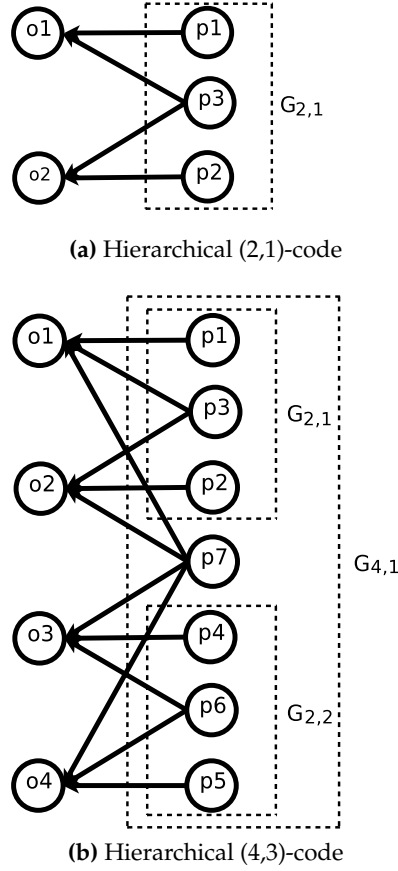 o1
p1
p3
G2,1
o2
p2
(a) Hierarchical (2,1)-code
o1
p1
p3
G2,1
o2
p2
p7
G4,1
o3
p4
p6
G2,2
o4
p5
(b) Hierarchical (4,3)-code